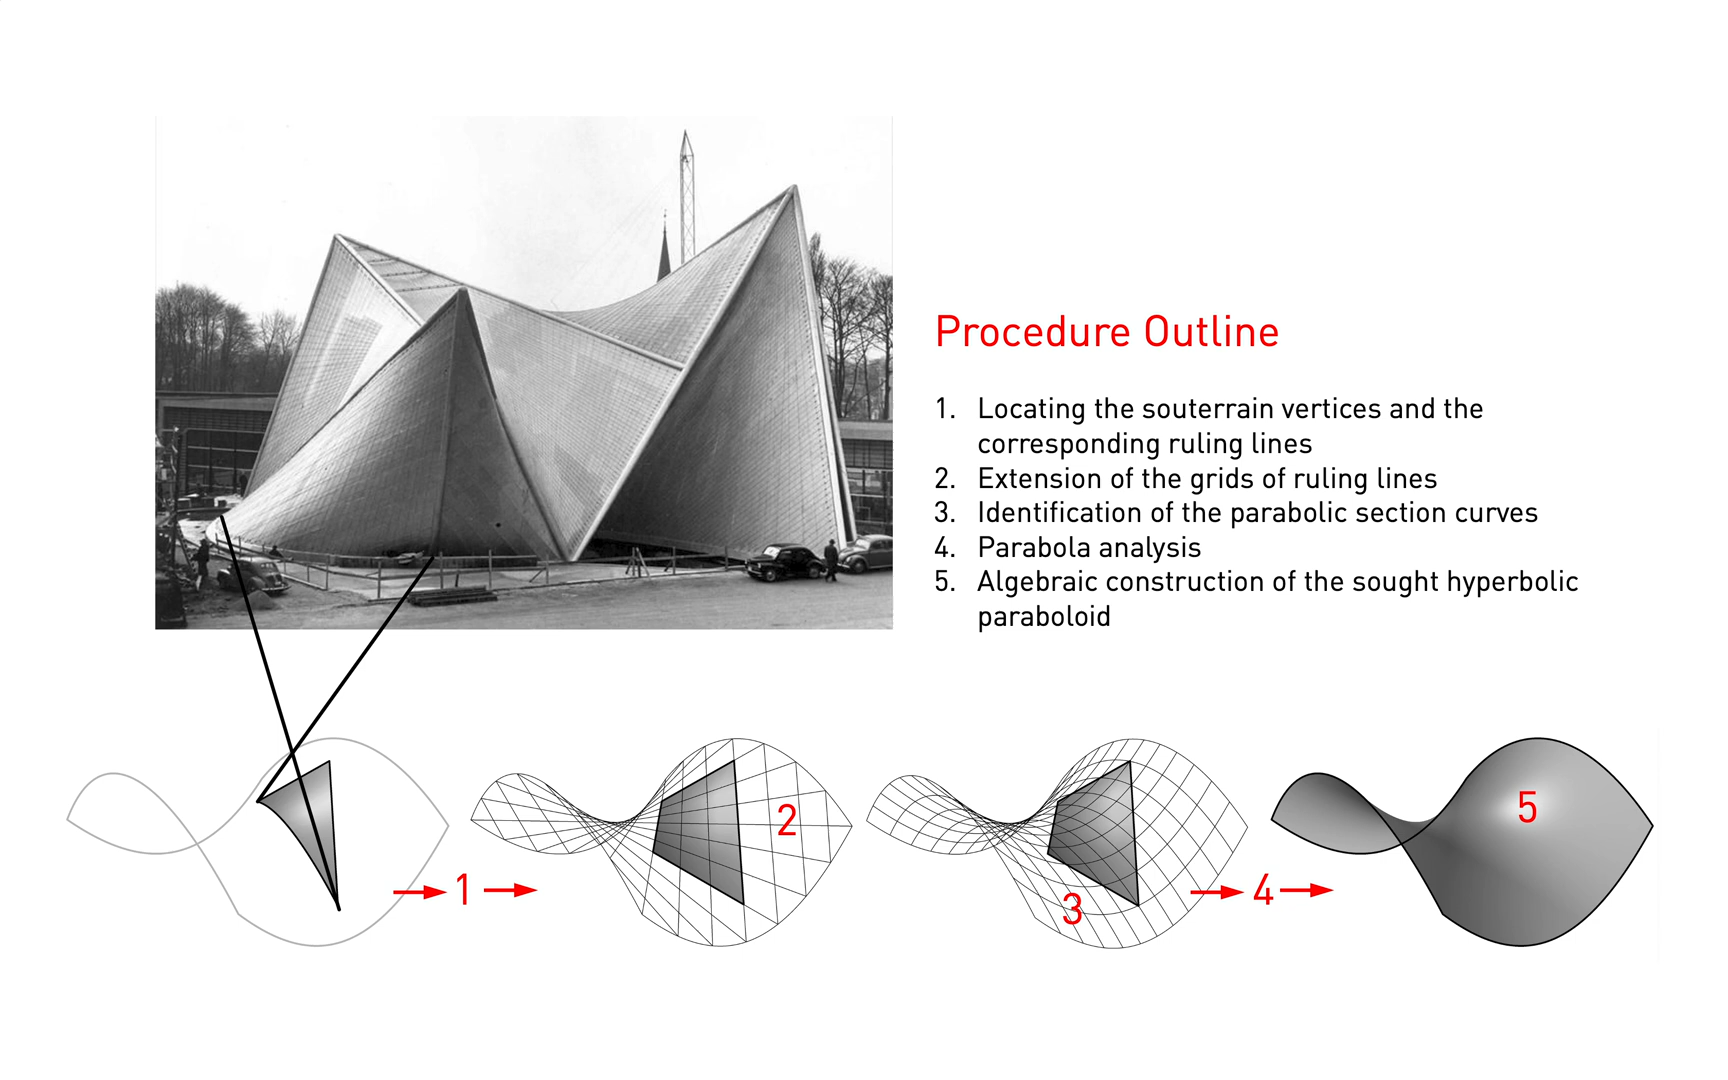 Procedure Outline
1. Locating the souterrain vertices and the
corresponding ruling lines
2. Extension of the grids of ruling lines
3. Identification of the parabolic section curves
4. Parabola analysis
5. Algebraic construction of the sought hyperbolic
paraboloid
1
2
3
4
5